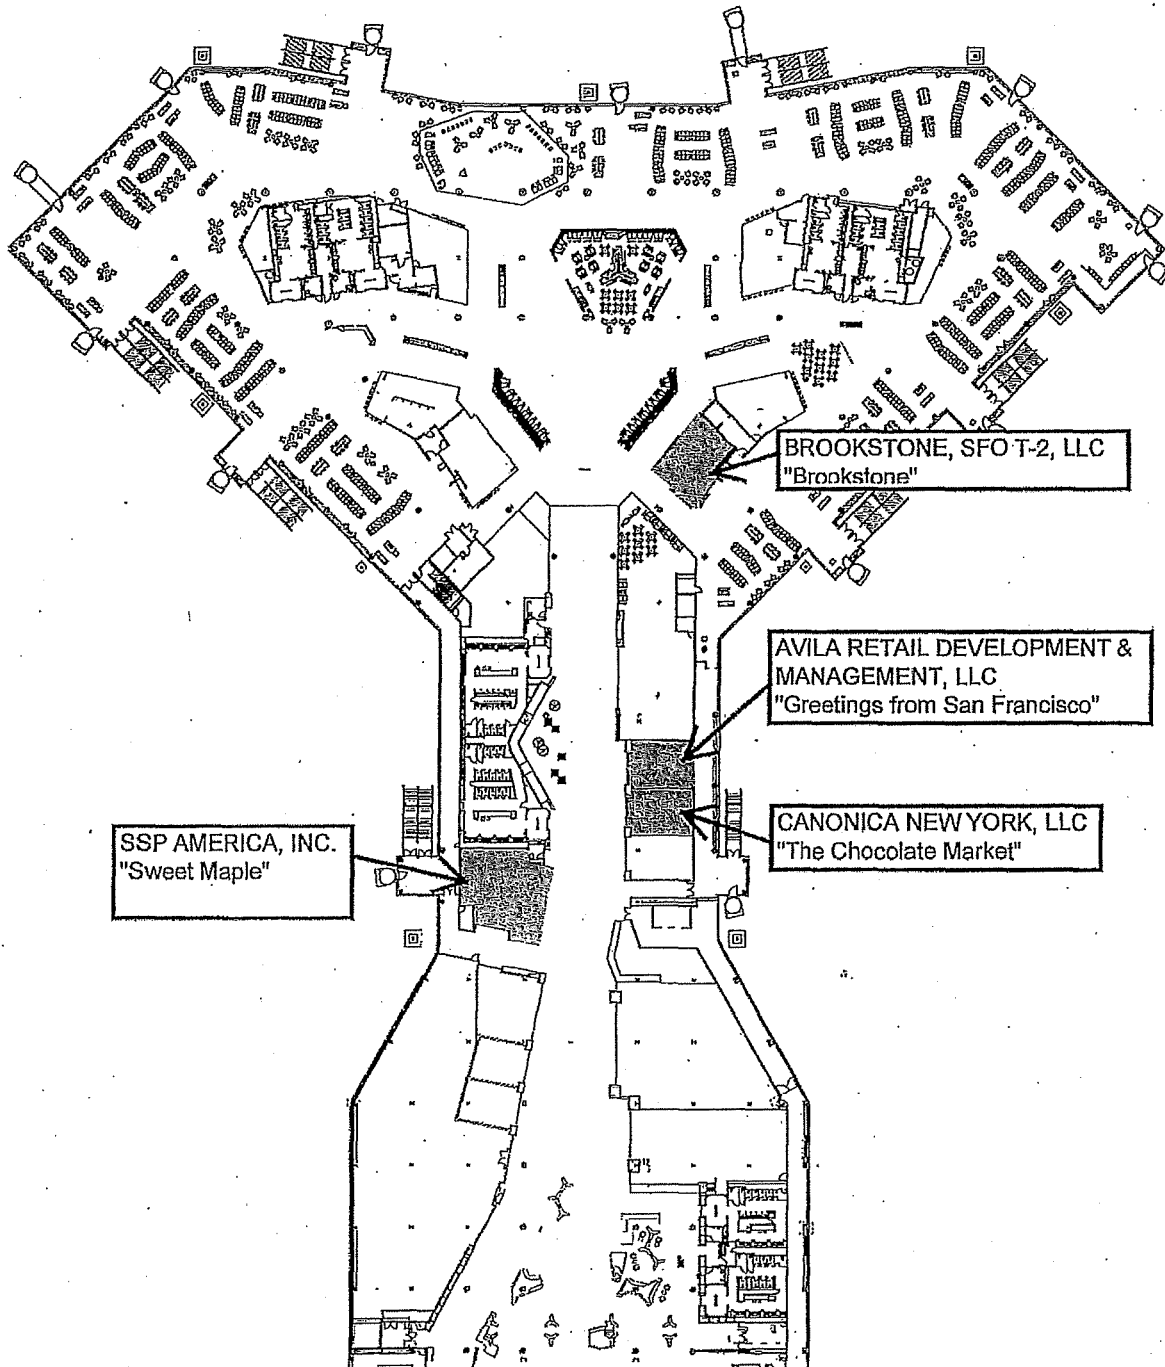 BROOKSTONE, SFO T-2, LLC
"Brookstone"
AVILA RETAIL DEVELOPMENT &
MANAGEMENT, LLC
"Greetings from San Francisco"
CANONICA NEW YORK, LLC
"The Chocolate Market"
SSP AMERICA, INC.
"Sweet Maple"